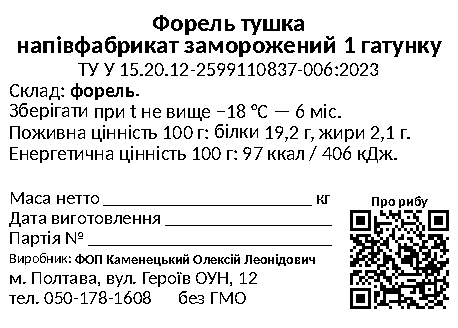 Форель тушка
напівфабрикат заморожений 1 гатунку
ТУ У 15.20.12-2599110837-006:2023
Склад: форель.
Зберігати при t не вище –18 °С — 6 міс.
Поживна цінність 100 г: білки 19,2 г, жири 2,1 г.
Енергетична цінність 100 г: 97 ккал / 406 кДж.
Маса нетто ______________________ кг
Про рибу
Дата виготовлення __________________
Партія № ___________________________
Виробник: ФОП Каменецький Олексій Леонідович
м. Полтава, вул. Героїв ОУН, 12
тел. 050-178-1608 без ГМО